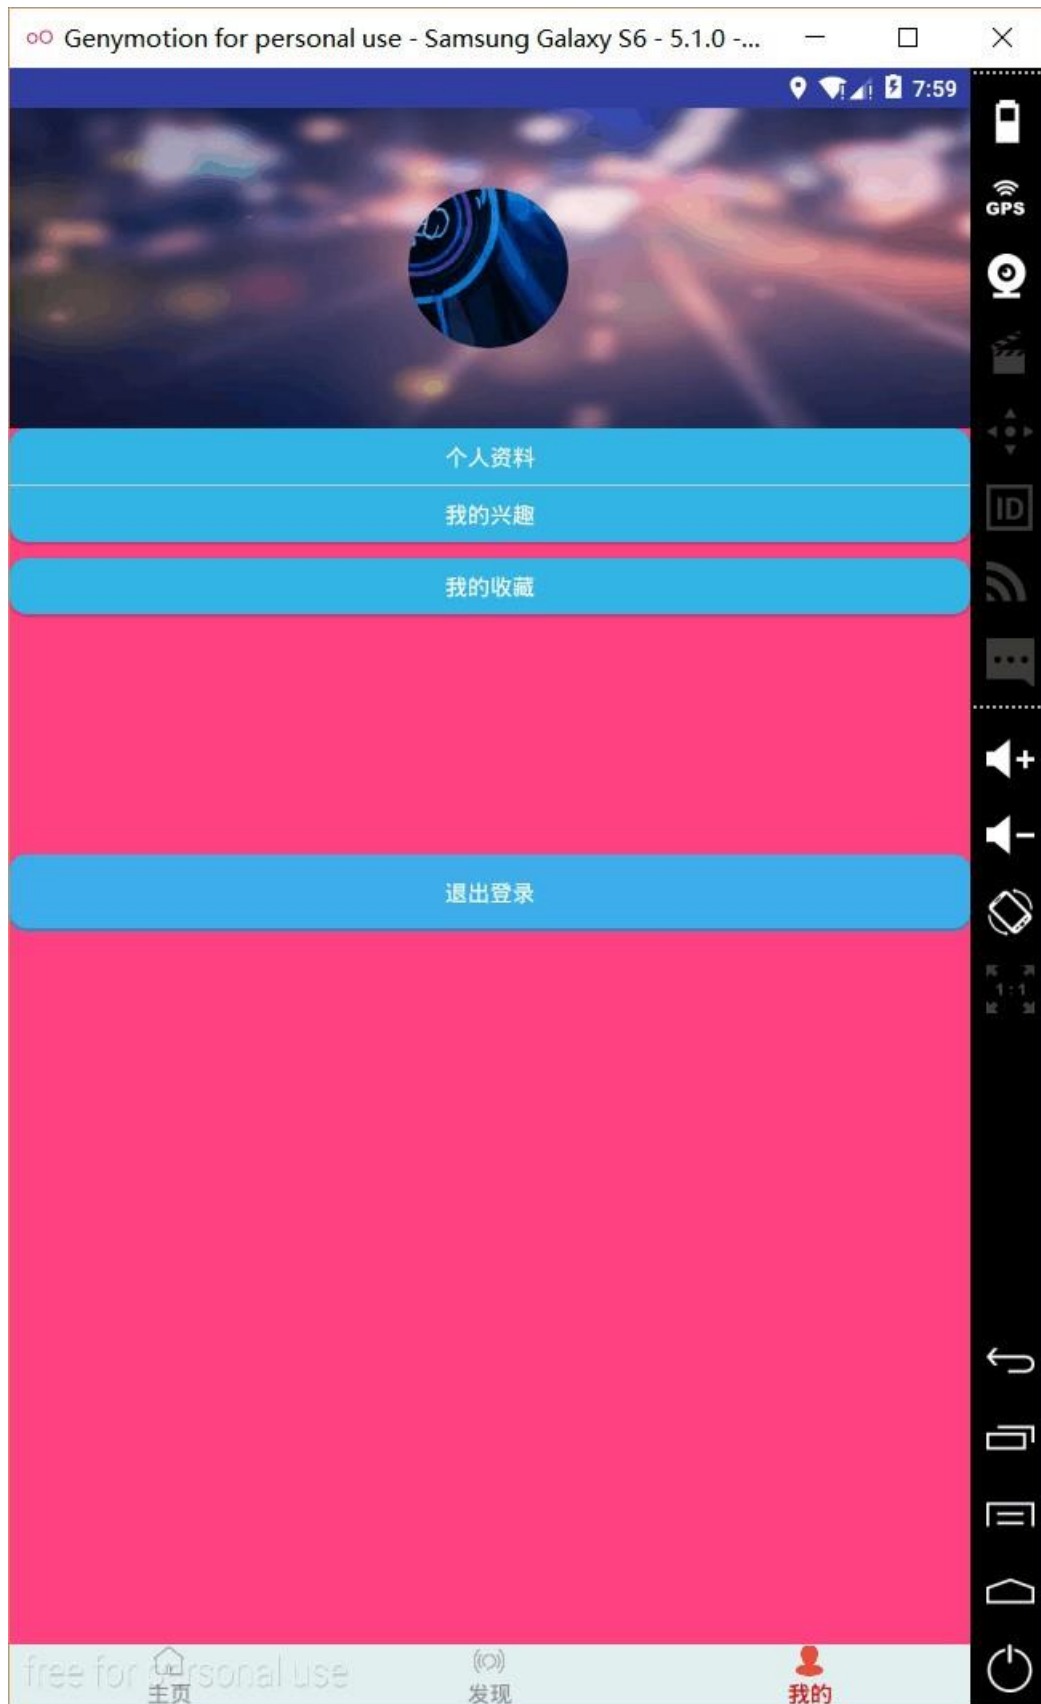 Genymotion for personal use - Samsung Galaxy S6 - 5.1.0 -...
7:59
GPS
个人资料
我的兴趣
ID
我的收藏
退出登录
1:1
free for personal use
主页
发现
我的